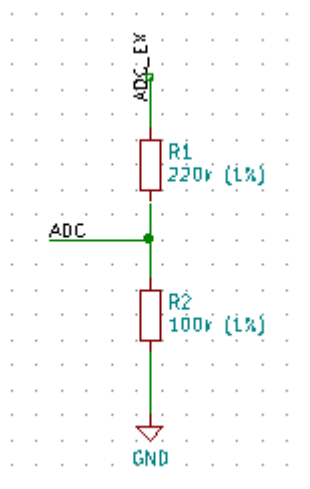 ADC_EX
R1
220k (1%)
ADC
R2
100k (1%)
GND